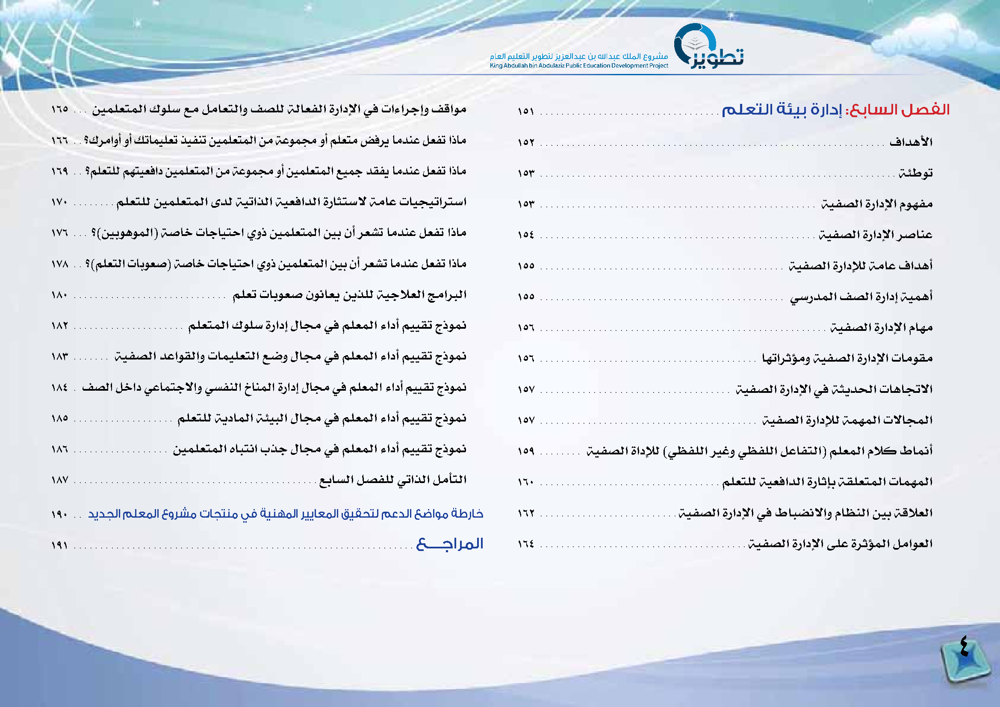 تطوير
مشروع الملك عبدالله بن عبدالعزيز لتطوير التعليم العام
King Abdullah bin Abdulaziz Public Education Development Project
الفصل السابع: إدارة بيئة التعلم ١٥١
الأهداف ١٥٢
توطئة ١٥٣
مفهوم الإدارة الصفية ١٥٣
عناصر الإدارة الصفية ١٥٤
أهداف عامة للإدارة الصفية ١٥٥
أهمية إدارة الصف المدرسي ١٥٥
مهام الإدارة الصفية ١٥٦
مقومات الإدارة الصفية ومؤثراتها ١٥٦
الاتجاهات الحديثة في الإدارة الصفية ١٥٧
المجالات المهمة للإدارة الصفية ١٥٧
أنماط كلام المعلم (التفاعل اللفظي وغير اللفظي) للإداة الصفية ١٥٩
المهمات المتعلقة بإثارة الدافعية للتعلم ١٦٠
العلاقة بين النظام والانضباط في الإدارة الصفية ١٦٢
العوامل المؤثرة على الإدارة الصفية ١٦٤
مواقف وإجراءات في الإدارة الفعالة للصف والتعامل مع سلوك المتعلمين ... ١٦٥
ماذا تفعل عندما يرفض متعلم أو مجموعة من المتعلمين تنفيذ تعليماتك أو أوامرك؟ .. ١٦٦
ماذا تفعل عندما يفقد جميع المتعلمين أو مجموعة من المتعلمين دافعيتهم للتعلم؟ .. ١٦٩
استراتيجيات عامة لاستثارة الدافعية الذاتية لدى المتعلمين للتعلم ........ ١٧٠
ماذا تفعل عندما تشعر أن بين المتعلمين ذوي احتياجات خاصة (الموهوبين)؟ ... ١٧٦
ماذا تفعل عندما تشعر أن بين المتعلمين ذوي احتياجات خاصة (صعوبات التعلم)؟ .. ١٧٨
البرامج العلاجية للذين يعانون صعوبات تعلم ١٨٠
نموذج تقييم أداء المعلم في مجال إدارة سلوك المتعلم ١٨٢
نموذج تقييم أداء المعلم في مجال وضع التعليمات والقواعد الصفية ....... ١٨٣
نموذج تقييم أداء المعلم في مجال إدارة المناخ النفسي والاجتماعي داخل الصف . ١٨٤
نموذج تقييم أداء المعلم في مجال البيئة المادية للتعلم ١٨٥
نموذج تقييم أداء المعلم في مجال جذب انتباه المتعلمين ١٨٦
التأمل الذاتي للفصل السابع ١٨٧
خارطة مواضع الدعم لتحقيق المعايير المهنية في منتجات مشروع المعلم الجديد .. ١٩٠
المراجـــع ١٩١
٤